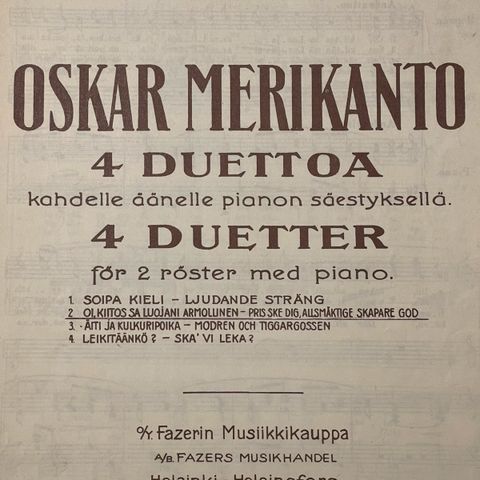 OSKAR MERIKANTO
4 DUETTOA
kahdelle äänelle pianon säestyksellä.
4 DUETTER
för 2 röster med piano.
1. SOIPA KIELI – LJUDANDE STRÄNG
2. OI, KIITOS SA LUOJANI ARMOLLINEN – PRIS SKE DIG, ALLSMÄKTIGE SKAPARE GOD
3. ÄITI JA KULKURIPOIKA – MODREN OCH TIGGARGOSSEN
4. LEIKITÄÄNKÖ? – SKA' VI LEKA?
O/Y. Fazerin Musiikkikauppa
A/B. FAZERS MUSIKHANDEL
Helsinki – Helsingfors